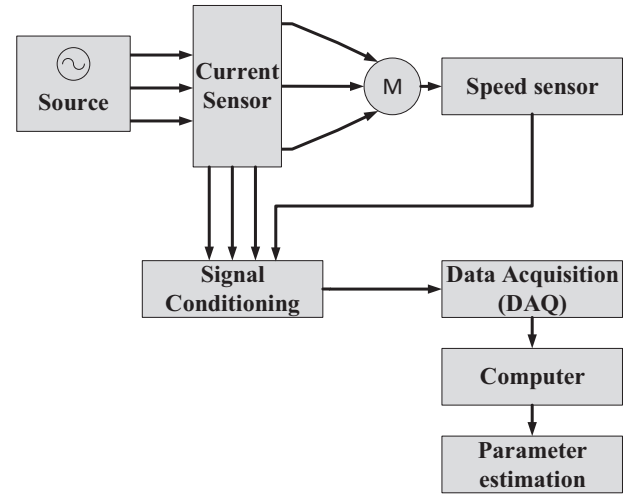 Source
Current
Sensor
M
Speed sensor
Signal
Conditioning
Data Acquisition
(DAQ)
Computer
Parameter
estimation